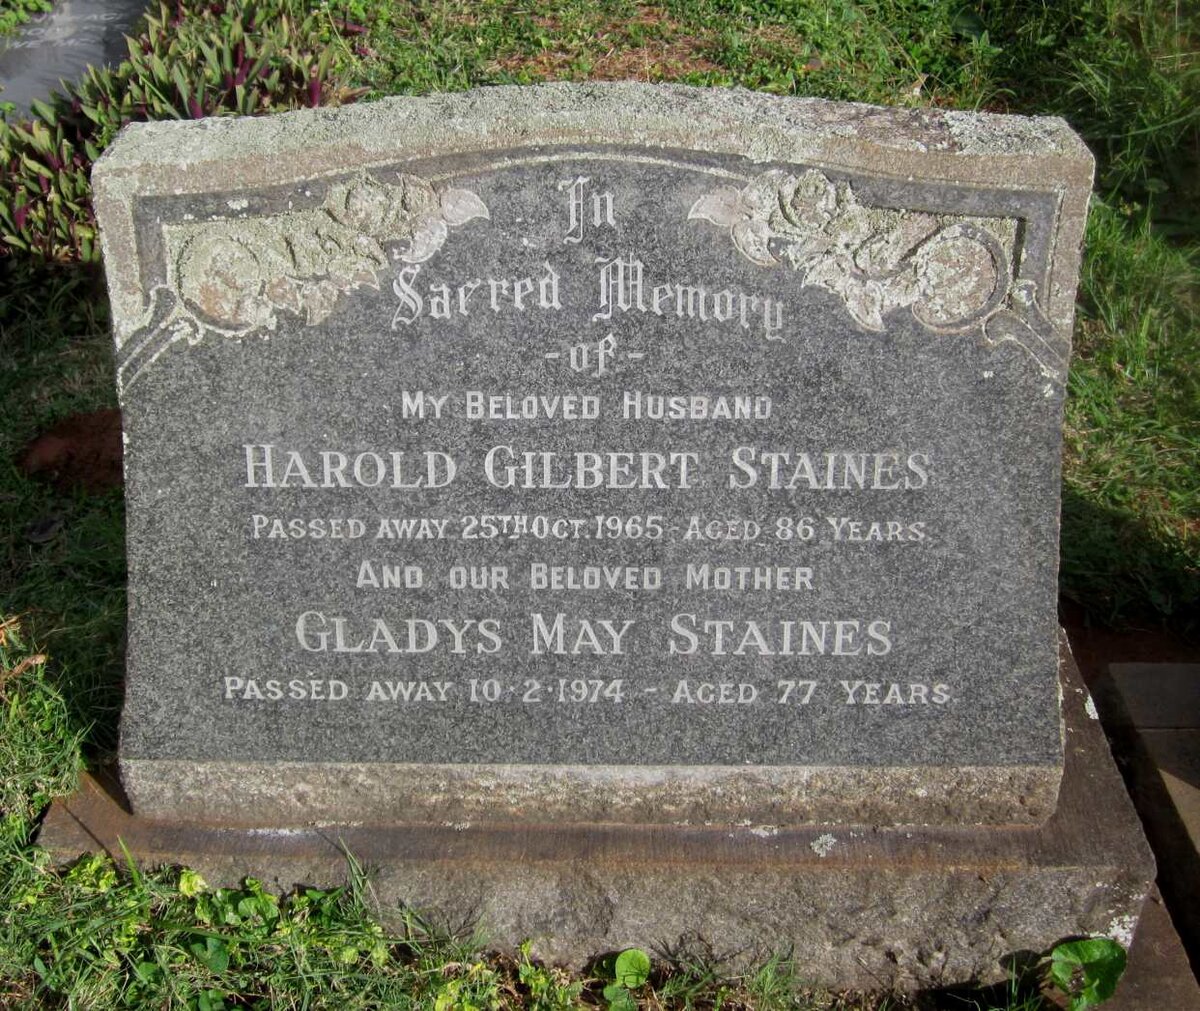 In
Sacred Memory
-of-
MY BELOVED HUSBAND
HAROLD GILBERT STAINES
PASSED AWAY 25TH OCT. 1965 - AGED 86 YEARS.
AND OUR BELOVED MOTHER
GLADYS MAY STAINES
PASSED AWAY 10·2·1974 - AGED 77 YEARS.